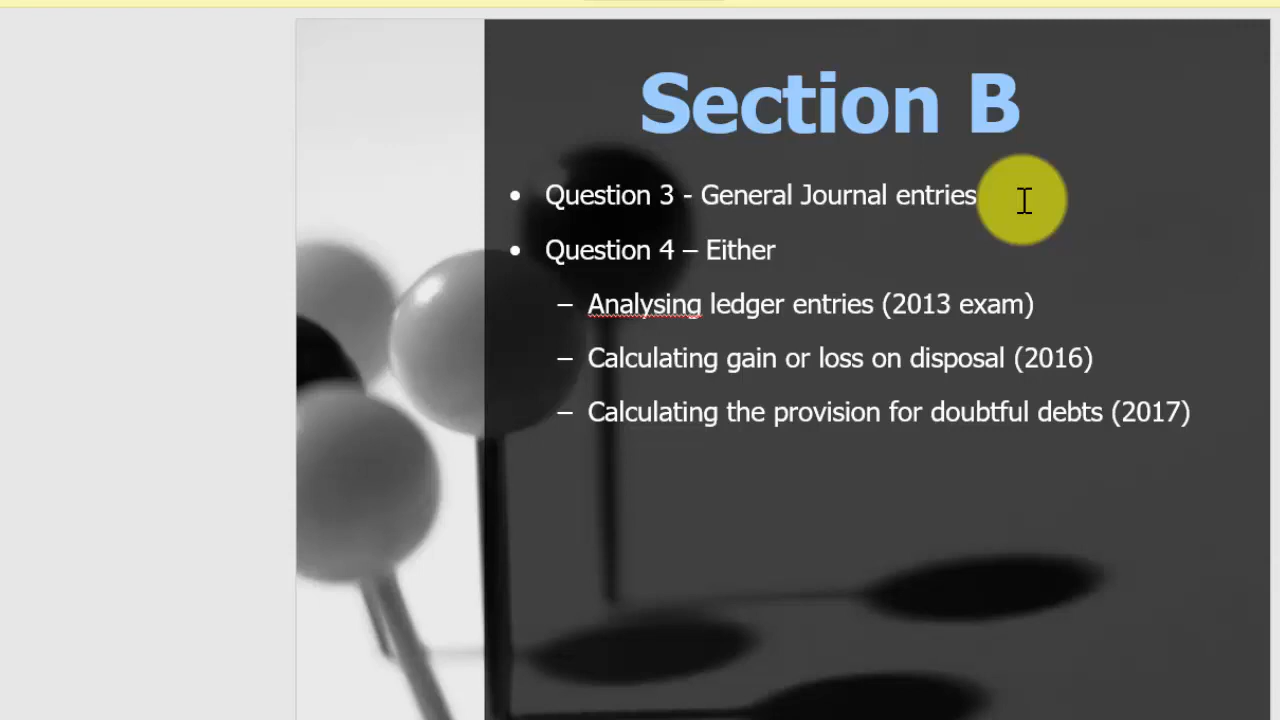 Section B
• Question 3 - General Journal entries
• Question 4 – Either
– Analysing ledger entries (2013 exam)
– Calculating gain or loss on disposal (2016)
– Calculating the provision for doubtful debts (2017)